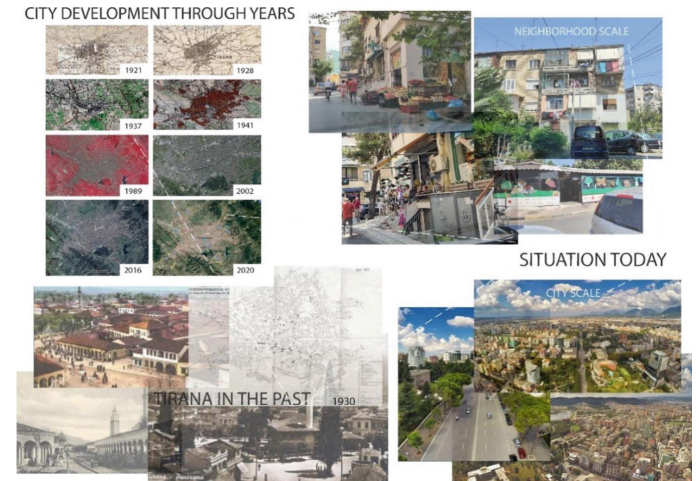 CITY DEVELOPMENT THROUGH YEARS
1921
1928
1937
1941
1989
2002
2016
2020
NEIGHBORHOOD SCALE
SITUATION TODAY
CITY SCALE
TIRANA IN THE PAST 1930